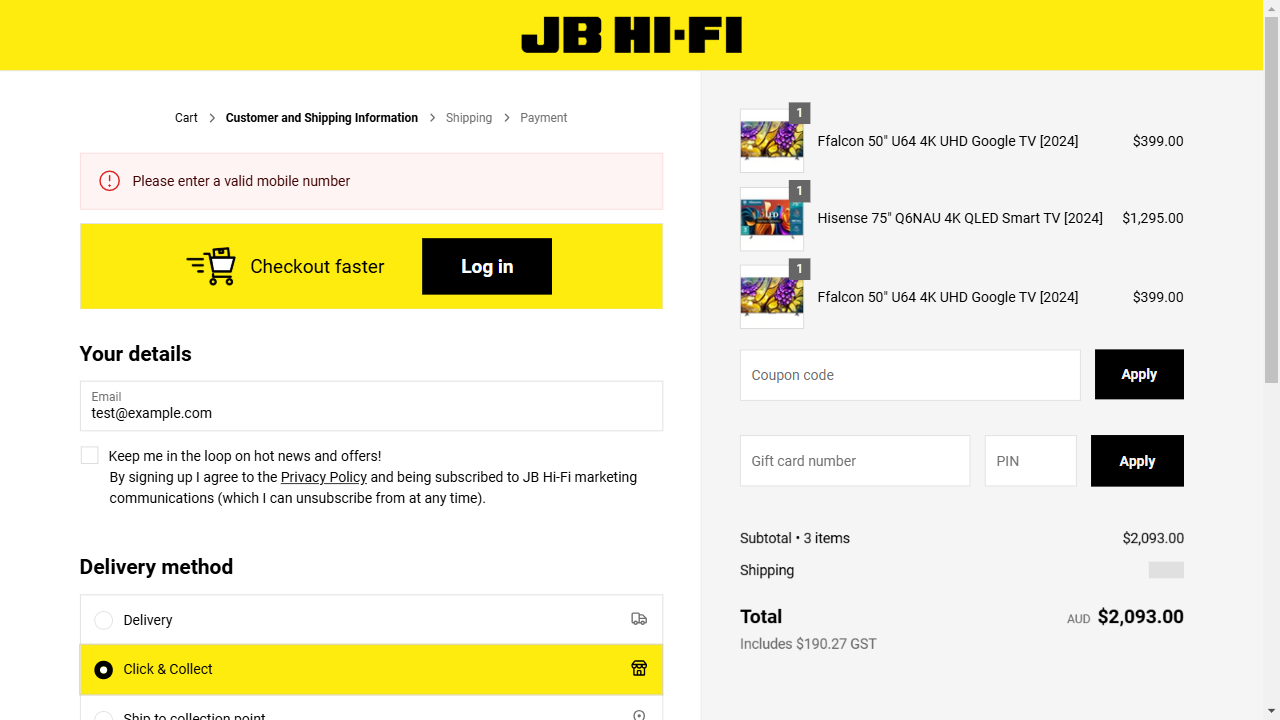 JB HI-FI
Cart > Customer and Shipping Information > Shipping > Payment
Please enter a valid mobile number
Checkout faster
Log in
Your details
Email
test@example.com
Keep me in the loop on hot news and offers!
By signing up I agree to the Privacy Policy and being subscribed to JB Hi-Fi marketing
communications (which I can unsubscribe from at any time).
Delivery method
Delivery
Click & Collect
Ship to collection point
1
Ffalcon 50" U64 4K UHD Google TV [2024] $399.00
1
Hisense 75" Q6NAU 4K QLED Smart TV [2024] $1,295.00
1
Ffalcon 50" U64 4K UHD Google TV [2024] $399.00
Coupon code
Apply
Gift card number
PIN
Apply
Subtotal • 3 items $2,093.00
Shipping
Total AUD $2,093.00
Includes $190.27 GST